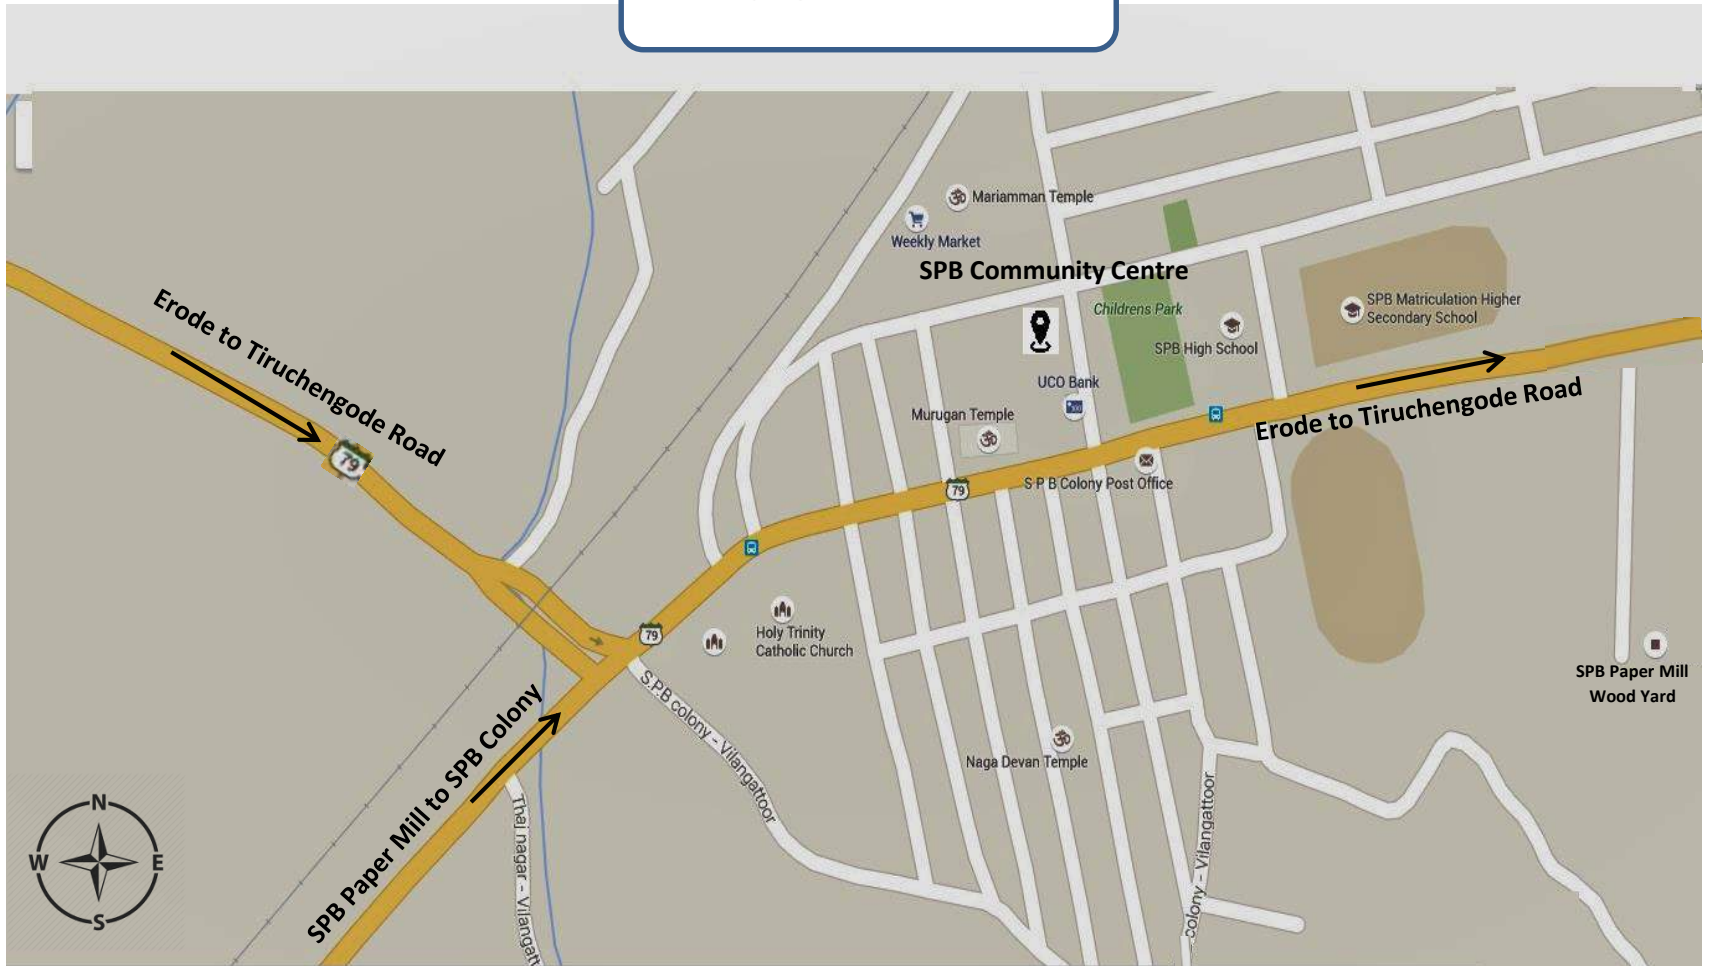 Mariamman Temple
Weekly Market
SPB Community Centre
Childrens Park
SPB Matriculation Higher
Secondary School
SPB High School
Erode to Tiruchengode Road
UCO Bank
Murugan Temple
Erode to Tiruchengode Road
79
79
S P B Colony Post Office
79
Holy Trinity
Catholic Church
SPB Paper Mill
Wood Yard
SPB Paper Mill to SPB Colony
S.P.B colony - Vilangattoor
Naga Devan Temple
Thaj nagar - Vilangatt
colony - Vilangattoor
N
W
E
S